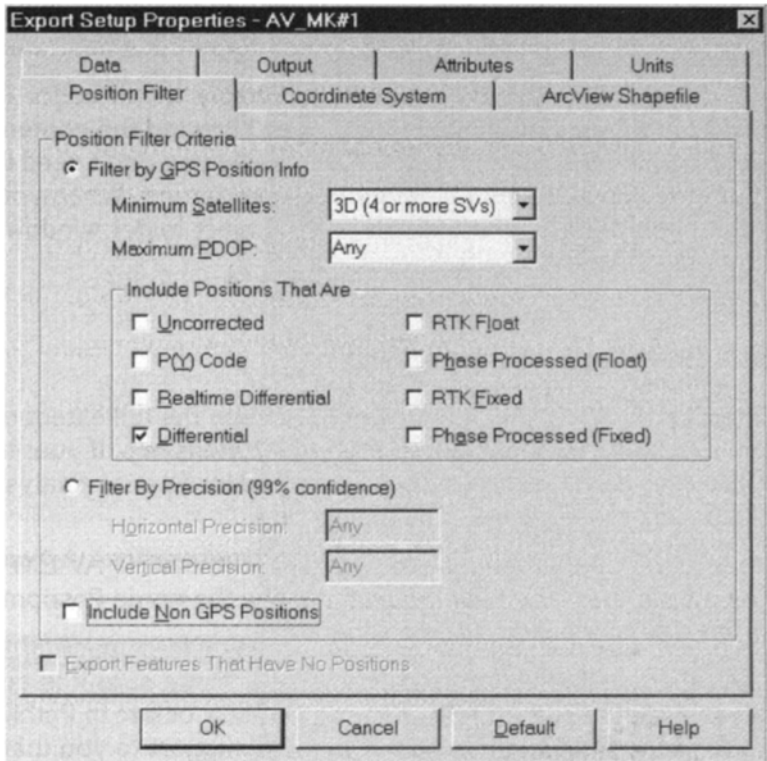 Export Setup Properties - AV_MK#1
Data Output Attributes Units
Position Filter Coordinate System ArcView Shapefile
Position Filter Criteria
Filter by GPS Position Info
Minimum Satellites: 3D (4 or more SVs)
Maximum PDOP: Any
Include Positions That Are
Uncorrected RTK Float
P(Y) Code Phase Processed (Float)
Realtime Differential RTK Fixed
Differential Phase Processed (Fixed)
Filter By Precision (99% confidence)
Horizontal Precision: Any
Vertical Precision: Any
Include Non GPS Positions
Export Features That Have No Positions
OK Cancel Default Help